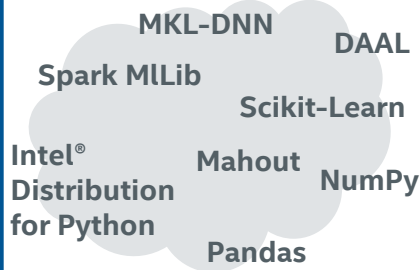 MKL-DNN
DAAL
Spark MlLib
Scikit-Learn
Intel®
Distribution
for Python
Mahout
NumPy
Pandas